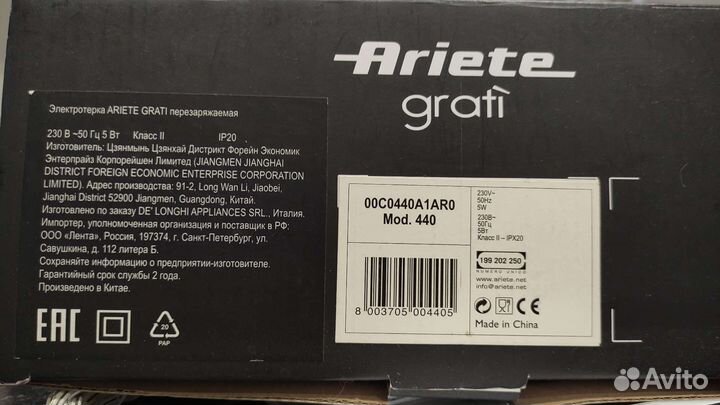 Ariete
gratì
Электротерка ARIETE GRATI перезаряжаемая
230 В ~50 Гц 5 Вт Класс II IP20
Изготовитель: Цзянмынь Цзянхай Дистрикт Форейн Экономик
Энтерпрайз Корпорейшен Лимитед (JIANGMEN JIANGHAI
DISTRICT FOREIGN ECONOMIC ENTERPRISE CORPORATION
LIMITED). Адрес производства: 91-2, Long Wan Li, Jiaobei,
Jianghai District 52900 Jiangmen, Guangdong, Китай.
Изготовлено по заказу DE' LONGHI APPLIANCES SRL., Италия.
Импортер, уполномоченная организация и поставщик в РФ:
ООО «Лента», Россия, 197374, г. Санкт-Петербург, ул.
Савушкина, д. 112 литера Б.
Сохраняйте информацию о предприятии-изготовителе.
Гарантийный срок службы 2 года.
Произведено в Китае.
EAC
20
PAP
00C0440A1AR0
Mod. 440
8 003705 004405
230V~
50Hz
5W
230В~
50Гц
5Вт
Класс II – IPX20
199 202 250
NUMERO UNICO
www.ariete.net
info@ariete.net
CE
Made in China
Avito